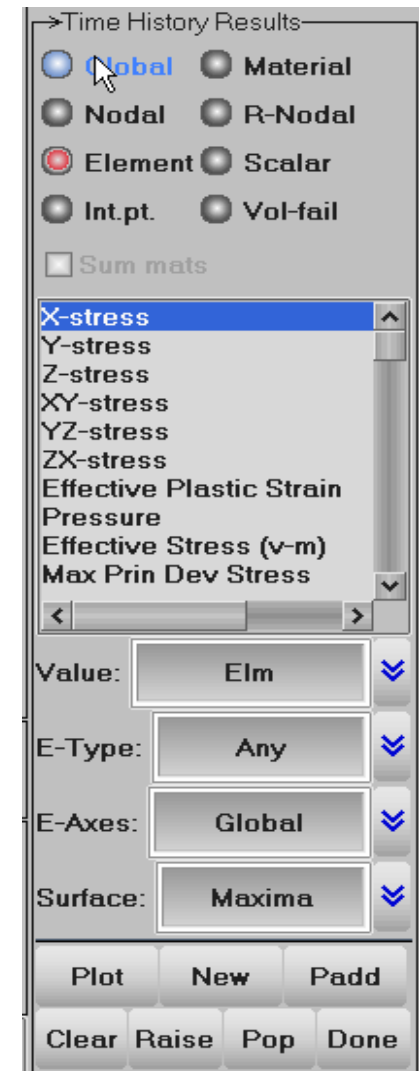 ->Time History Results
Global Material
Nodal R-Nodal
Element Scalar
Int.pt. Vol-fail
Sum mats
X-stress
Y-stress
Z-stress
XY-stress
YZ-stress
ZX-stress
Effective Plastic Strain
Pressure
Effective Stress (v-m)
Max Prin Dev Stress
Value: Elm
E-Type: Any
E-Axes: Global
Surface: Maxima
Plot New Padd
Clear Raise Pop Done